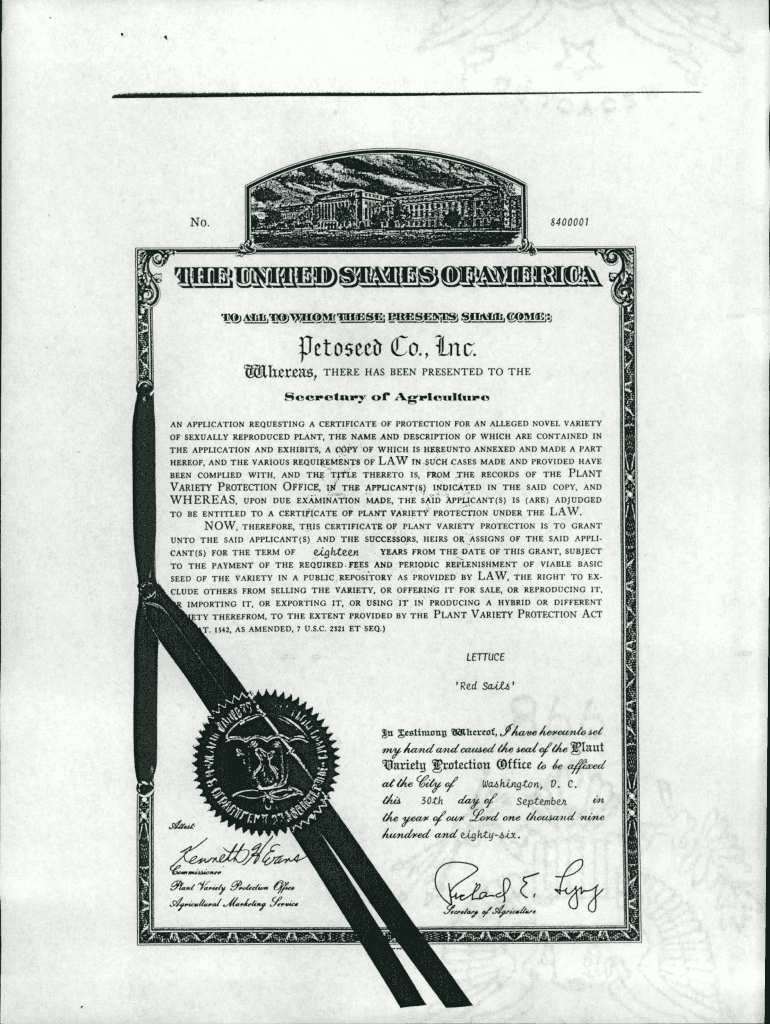 No.
8400001
THE UNITED STATES OF AMERICA
TO ALL TO WHOM THESE PRESENTS SHALL COME:
Petoseed Co., Inc.
Whereas, THERE HAS BEEN PRESENTED TO THE
Secretary of Agriculture
AN APPLICATION REQUESTING A CERTIFICATE OF PROTECTION FOR AN ALLEGED NOVEL VARIETY
OF SEXUALLY REPRODUCED PLANT, THE NAME AND DESCRIPTION OF WHICH ARE CONTAINED IN
THE APPLICATION AND EXHIBITS, A COPY OF WHICH IS HEREUNTO ANNEXED AND MADE A PART
HEREOF, AND THE VARIOUS REQUIREMENTS OF LAW IN SUCH CASES MADE AND PROVIDED HAVE
BEEN COMPLIED WITH, AND THE TITLE THERETO IS, FROM THE RECORDS OF THE PLANT
VARIETY PROTECTION OFFICE, IN THE APPLICANT(S) INDICATED IN THE SAID COPY, AND
WHEREAS, UPON DUE EXAMINATION MADE, THE SAID APPLICANT(S) IS (ARE) ADJUDGED
TO BE ENTITLED TO A CERTIFICATE OF PLANT VARIETY PROTECTION UNDER THE LAW.
NOW, THEREFORE, THIS CERTIFICATE OF PLANT VARIETY PROTECTION IS TO GRANT
UNTO THE SAID APPLICANT(S) AND THE SUCCESSORS, HEIRS OR ASSIGNS OF THE SAID APPLI-
CANT(S) FOR THE TERM OF eighteen YEARS FROM THE DATE OF THIS GRANT, SUBJECT
TO THE PAYMENT OF THE REQUIRED FEES AND PERIODIC REPLENISHMENT OF VIABLE BASIC
SEED OF THE VARIETY IN A PUBLIC REPOSITORY AS PROVIDED BY LAW, THE RIGHT TO EX-
CLUDE OTHERS FROM SELLING THE VARIETY, OR OFFERING IT FOR SALE, OR REPRODUCING IT,
R IMPORTING IT, OR EXPORTING IT, OR USING IT IN PRODUCING A HYBRID OR DIFFERENT
IETY THEREFROM, TO THE EXTENT PROVIDED BY THE PLANT VARIETY PROTECTION ACT
T. 1542, AS AMENDED, 7 U.S.C. 2321 ET SEQ.)
LETTUCE
'Red Sails'
In Testimony Whereof, I have hereunto set
my hand and caused the seal of the Plant
Variety Protection Office to be affixed
at the City of Washington, D. C.
this 30th day of September in
the year of our Lord one thousand nine
hundred and eighty-six.
Attest:
Kenneth H Evans
Commissioner
Plant Variety Protection Office
Agricultural Marketing Service
Richard E. Lyng
Secretary of Agriculture